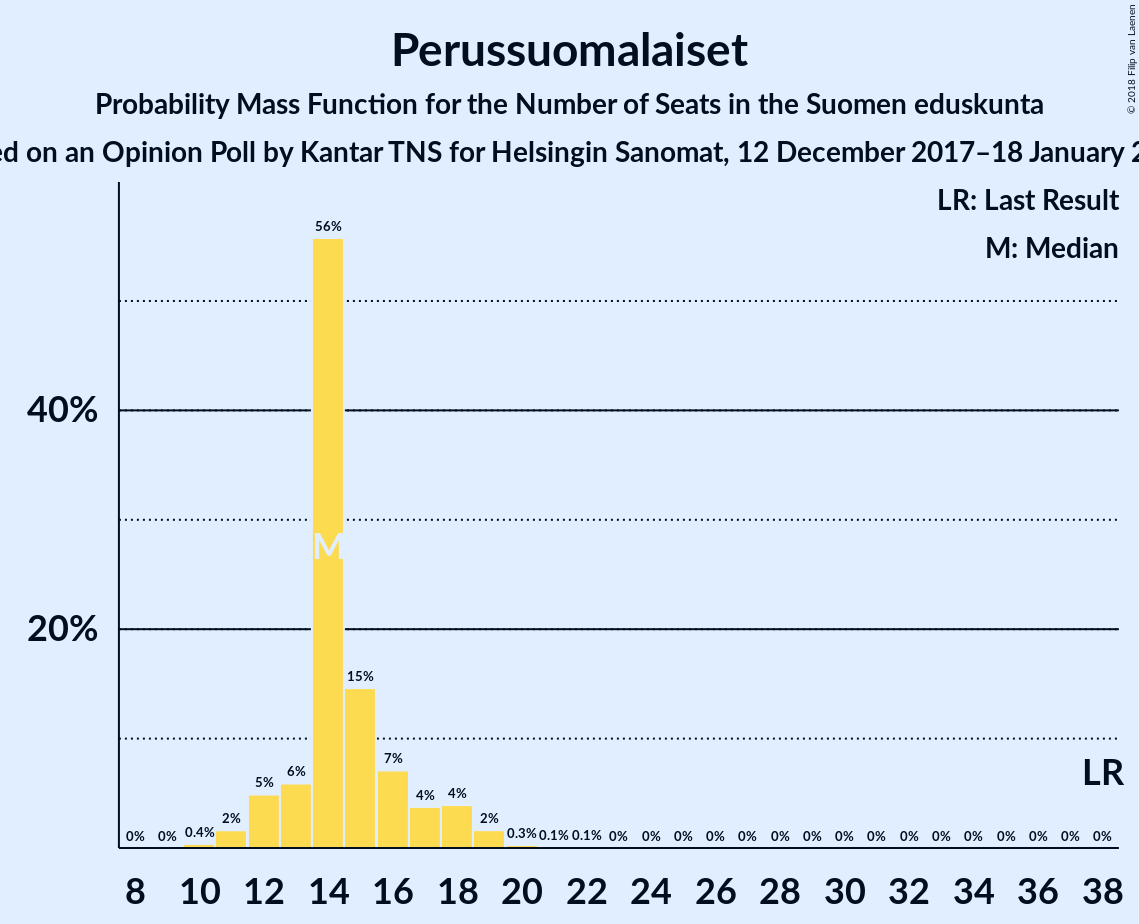 Perussuomalaiset
Probability Mass Function for the Number of Seats in the Suomen eduskunta
on an Opinion Poll by Kantar TNS for Helsingin Sanomat, 12 December 2017–18 January
© 2018 Filip van Laenen
LR: Last Result
M: Median
56%
40%
M
20%
15%
7%
6%
5%
4%
4%
2%
2%
LR
0% 0% 0.4% 0.3% 0.1% 0.1% 0% 0% 0% 0% 0% 0% 0% 0% 0% 0% 0% 0% 0% 0% 0% 0%
8 10 12 14 16 18 20 22 24 26 28 30 32 34 36 38